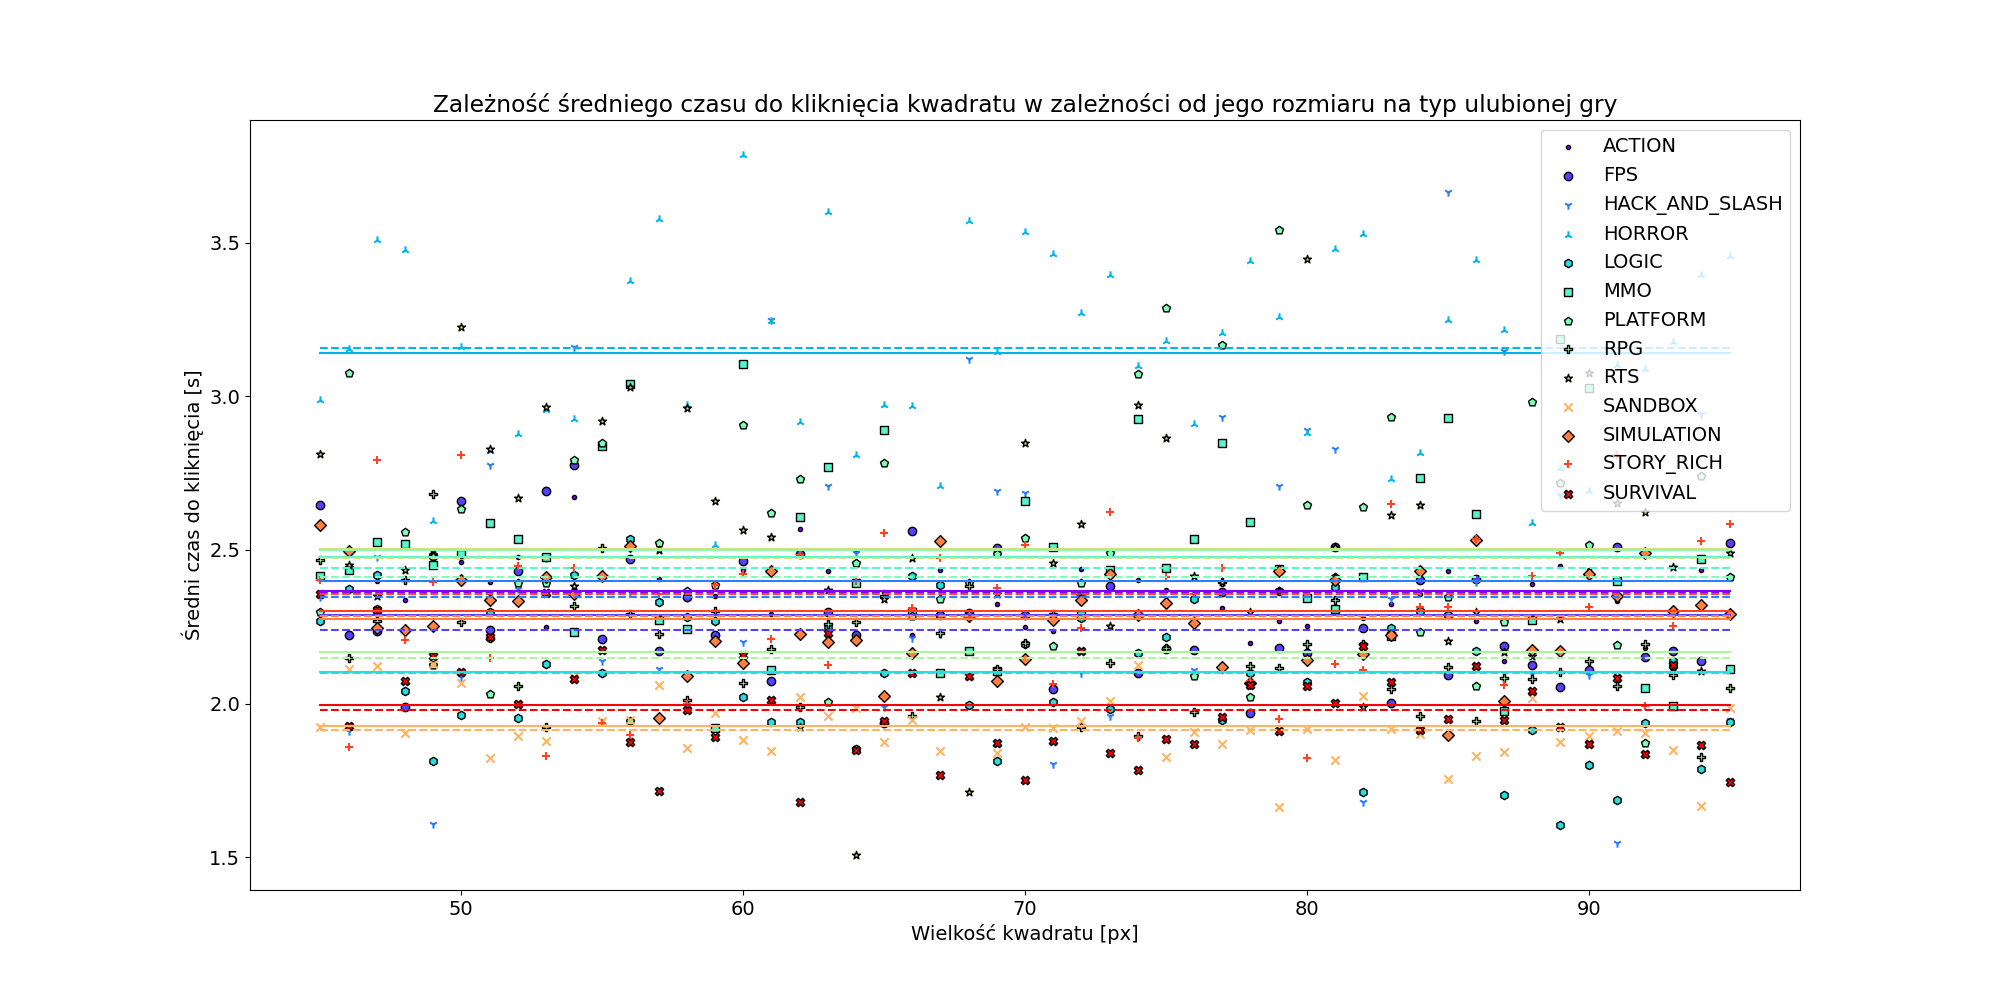 Zależność średniego czasu do kliknięcia kwadratu w zależności od jego rozmiaru na typ ulubionej gry
ACTION
FPS
HACK_AND_SLASH
HORROR
LOGIC
MMO
PLATFORM
RPG
RTS
SANDBOX
SIMULATION
STORY_RICH
SURVIVAL
Średni czas do kliknięcia [s]
3.5
3.0
2.5
2.0
1.5
50
60
70
80
90
Wielkość kwadratu [px]